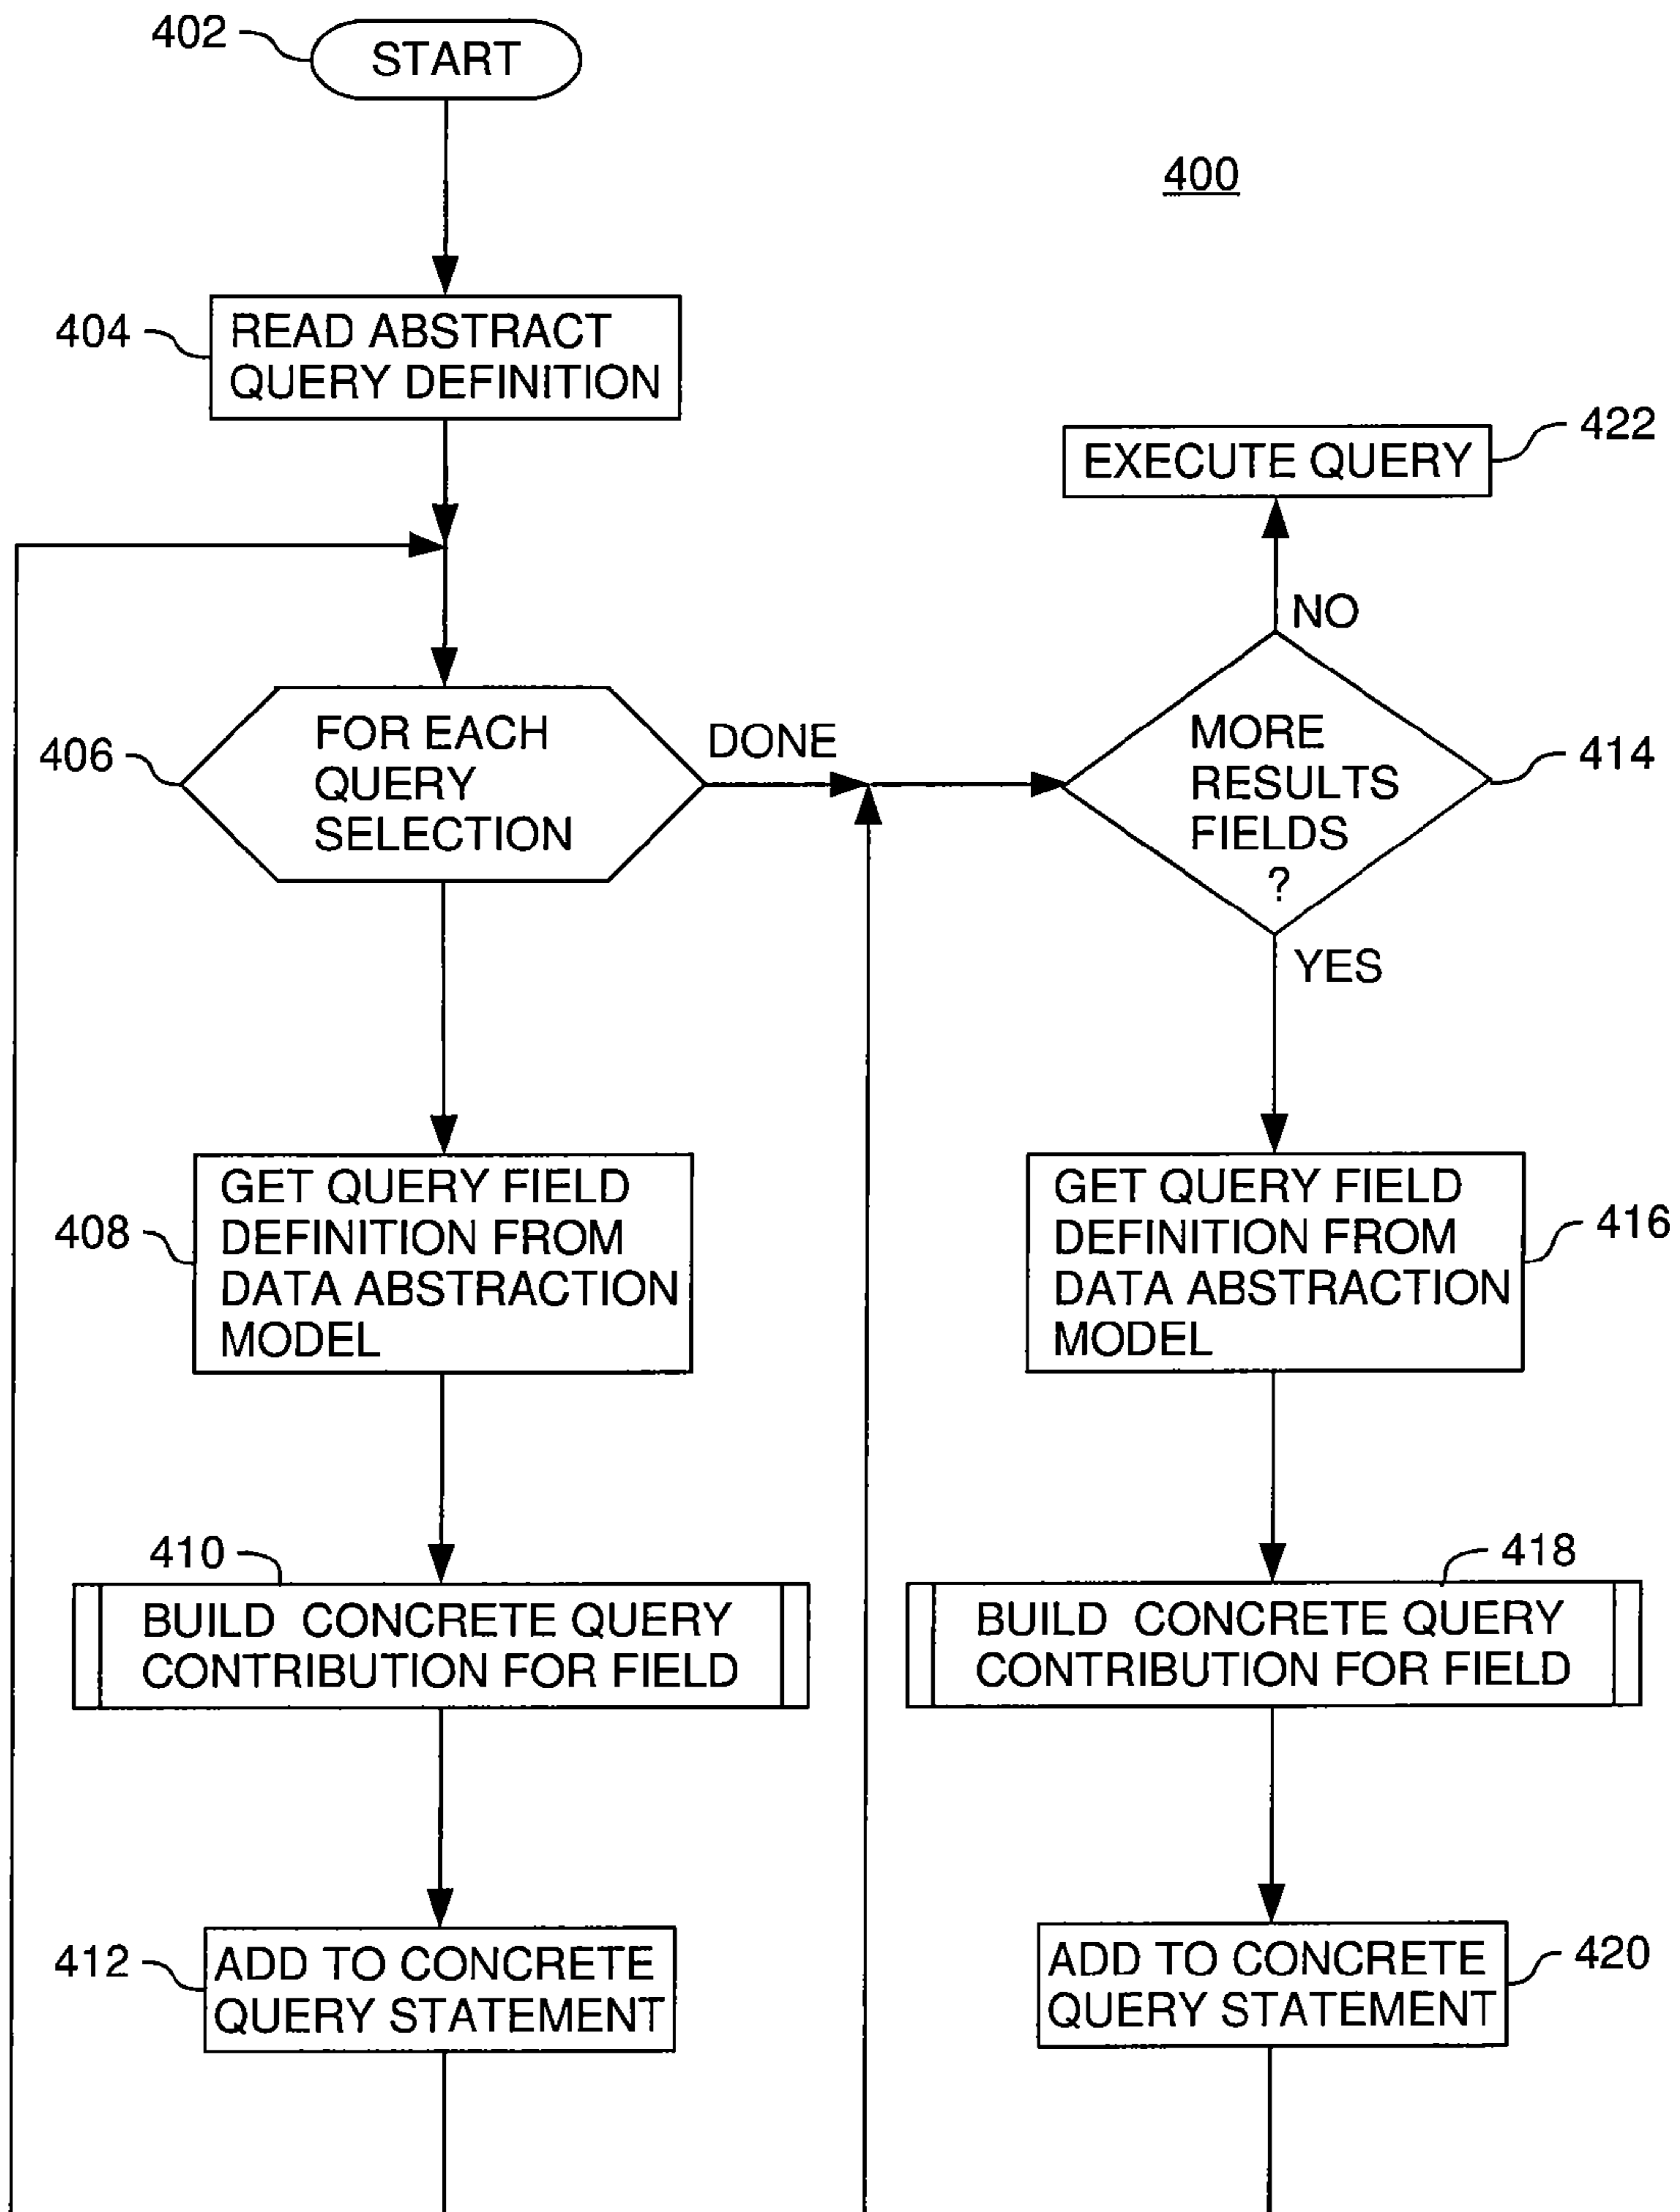 402
START
400
404
READ ABSTRACT
QUERY DEFINITION
422
EXECUTE QUERY
NO
406
FOR EACH
QUERY
SELECTION
DONE
MORE
RESULTS
FIELDS
?
414
YES
408
GET QUERY FIELD
DEFINITION FROM
DATA ABSTRACTION
MODEL
GET QUERY FIELD
DEFINITION FROM
DATA ABSTRACTION
MODEL
416
410
BUILD CONCRETE QUERY
CONTRIBUTION FOR FIELD
418
BUILD CONCRETE QUERY
CONTRIBUTION FOR FIELD
412
ADD TO CONCRETE
QUERY STATEMENT
ADD TO CONCRETE
QUERY STATEMENT
420